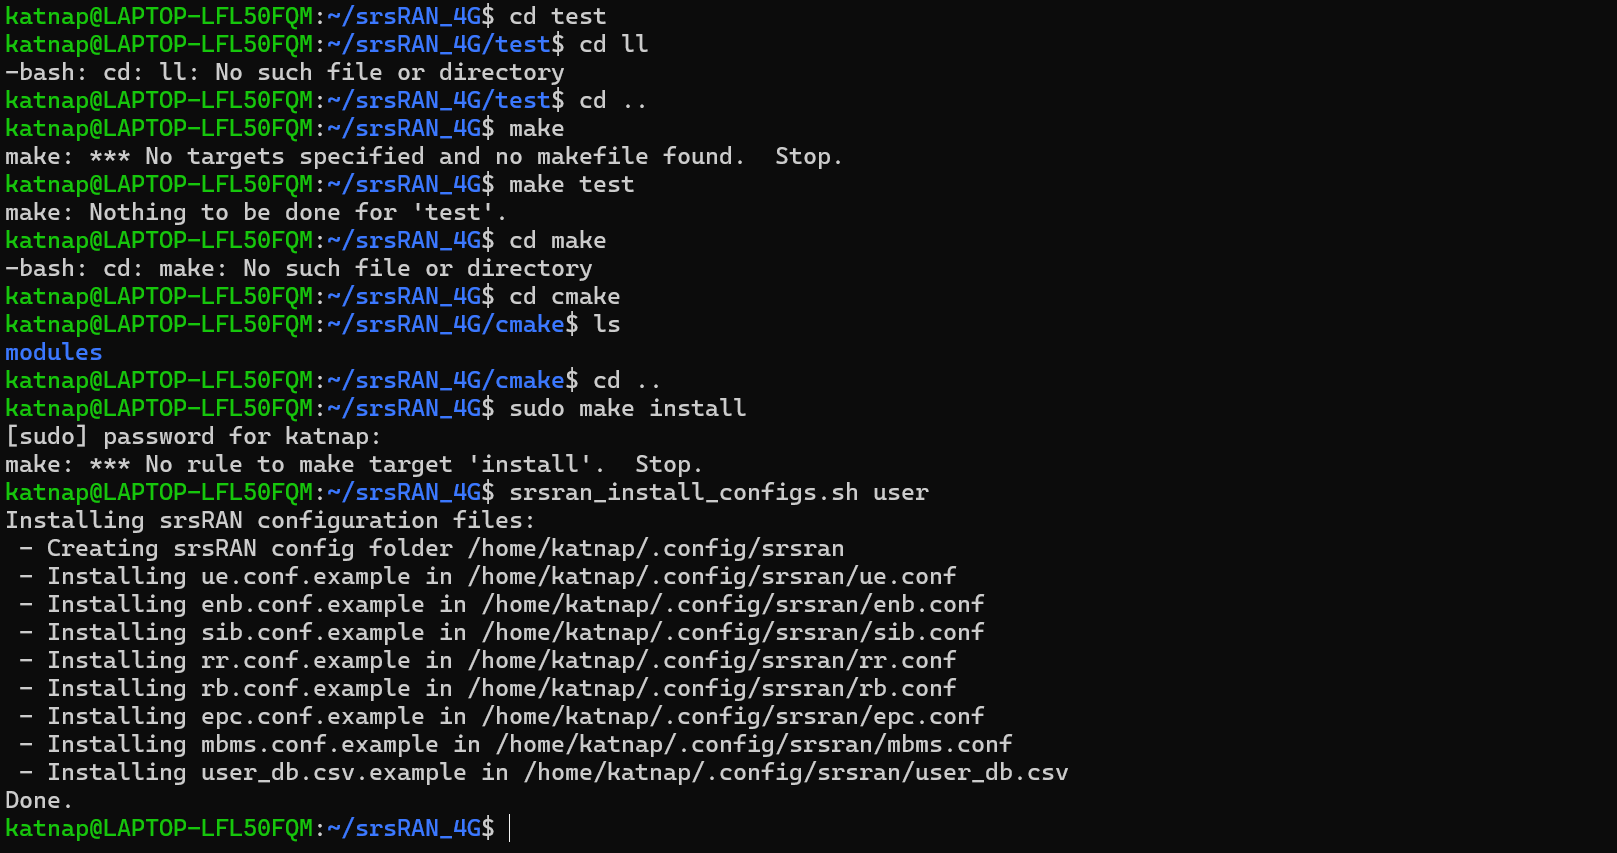 katnap@LAPTOP-LFL50FQM:~/srsRAN_4G$ cd test
katnap@LAPTOP-LFL50FQM:~/srsRAN_4G/test$ cd ll
-bash: cd: ll: No such file or directory
katnap@LAPTOP-LFL50FQM:~/srsRAN_4G/test$ cd ..
katnap@LAPTOP-LFL50FQM:~/srsRAN_4G$ make
make: *** No targets specified and no makefile found.  Stop.
katnap@LAPTOP-LFL50FQM:~/srsRAN_4G$ make test
make: Nothing to be done for 'test'.
katnap@LAPTOP-LFL50FQM:~/srsRAN_4G$ cd make
-bash: cd: make: No such file or directory
katnap@LAPTOP-LFL50FQM:~/srsRAN_4G$ cd cmake
katnap@LAPTOP-LFL50FQM:~/srsRAN_4G/cmake$ ls
modules
katnap@LAPTOP-LFL50FQM:~/srsRAN_4G/cmake$ cd ..
katnap@LAPTOP-LFL50FQM:~/srsRAN_4G$ sudo make install
[sudo] password for katnap:
make: *** No rule to make target 'install'.  Stop.
katnap@LAPTOP-LFL50FQM:~/srsRAN_4G$ srsran_install_configs.sh user
Installing srsRAN configuration files:
 - Creating srsRAN config folder /home/katnap/.config/srsran
 - Installing ue.conf.example in /home/katnap/.config/srsran/ue.conf
 - Installing enb.conf.example in /home/katnap/.config/srsran/enb.conf
 - Installing sib.conf.example in /home/katnap/.config/srsran/sib.conf
 - Installing rr.conf.example in /home/katnap/.config/srsran/rr.conf
 - Installing rb.conf.example in /home/katnap/.config/srsran/rb.conf
 - Installing epc.conf.example in /home/katnap/.config/srsran/epc.conf
 - Installing mbms.conf.example in /home/katnap/.config/srsran/mbms.conf
 - Installing user_db.csv.example in /home/katnap/.config/srsran/user_db.csv
Done.
katnap@LAPTOP-LFL50FQM:~/srsRAN_4G$